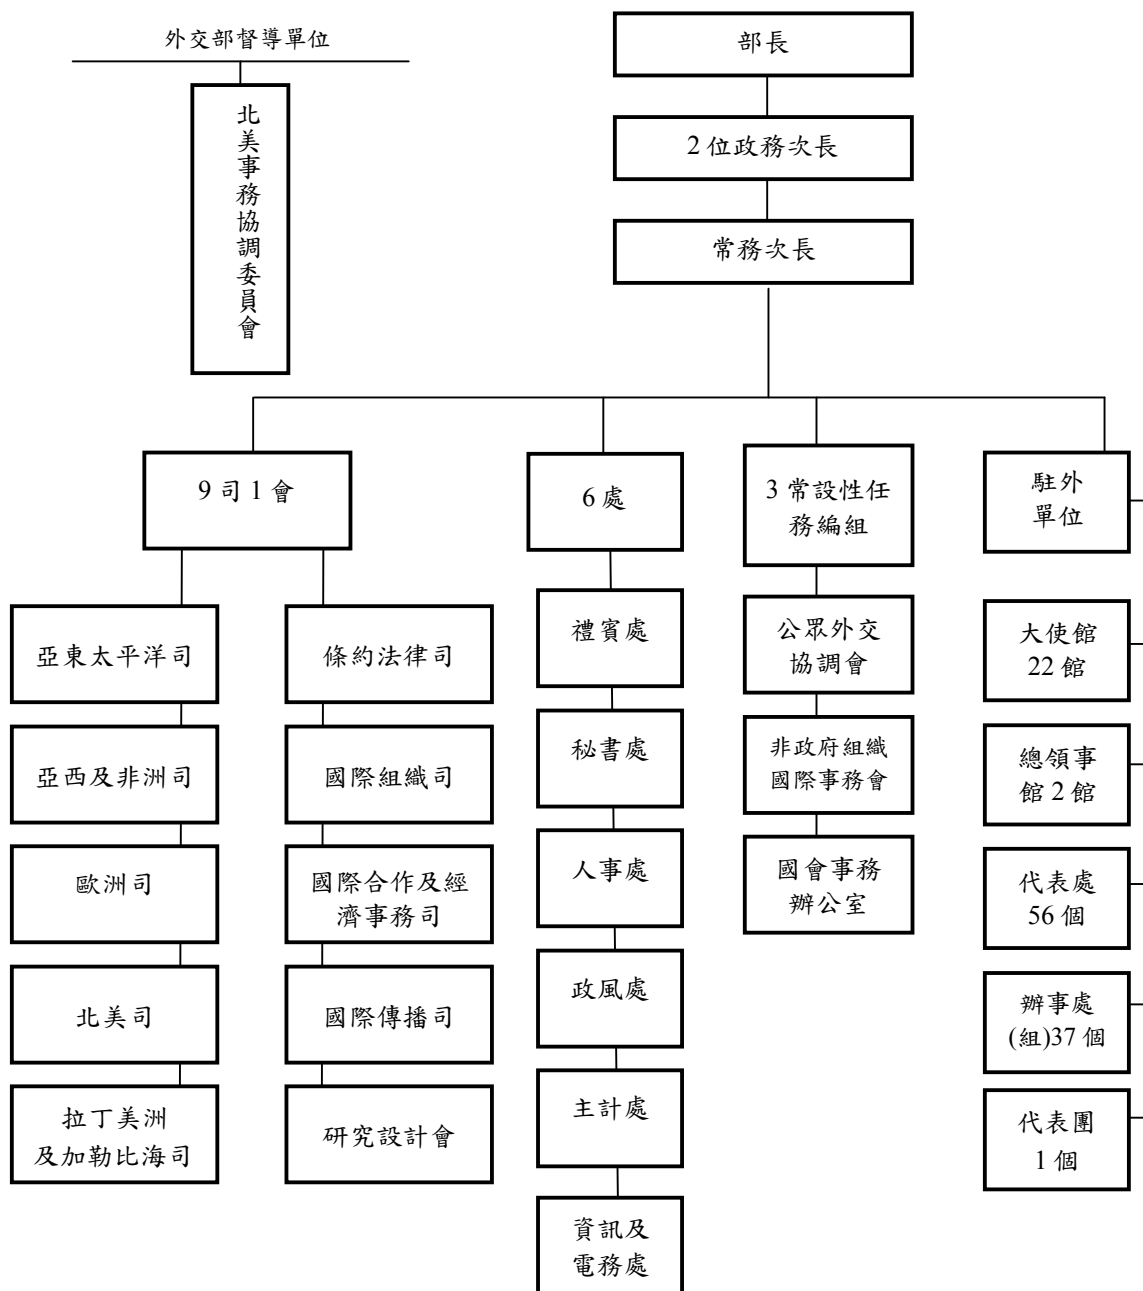 外交部督導單位
北美事務協調委員會
部長
2 位政務次長
常務次長
9 司 1 會
亞東太平洋司
亞西及非洲司
歐洲司
北美司
拉丁美洲
及加勒比海司
條約法律司
國際組織司
國際合作及經
濟事務司
國際傳播司
研究設計會
6 處
禮賓處
秘書處
人事處
政風處
主計處
資訊及
電務處
3 常設性任
務編組
公眾外交
協調會
非政府組織
國際事務會
國會事務
辦公室
駐外
單位
大使館
22 館
總領事
館 2 館
代表處
56 個
辦事處
(組)37 個
代表團
1 個